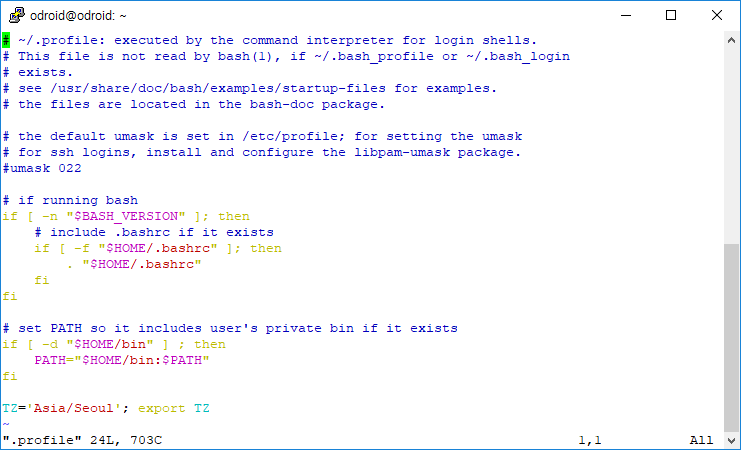 odroid@odroid: ~
# ~/.profile: executed by the command interpreter for login shells.
# This file is not read by bash(1), if ~/.bash_profile or ~/.bash_login
# exists.
# see /usr/share/doc/bash/examples/startup-files for examples.
# the files are located in the bash-doc package.

# the default umask is set in /etc/profile; for setting the umask
# for ssh logins, install and configure the libpam-umask package.
#umask 022

# if running bash
if [ -n "$BASH_VERSION" ]; then
    # include .bashrc if it exists
    if [ -f "$HOME/.bashrc" ]; then
        . "$HOME/.bashrc"
    fi
fi

# set PATH so it includes user's private bin if it exists
if [ -d "$HOME/bin" ] ; then
    PATH="$HOME/bin:$PATH"
fi

TZ='Asia/Seoul'; export TZ
~
".profile" 24L, 703C 1,1 All